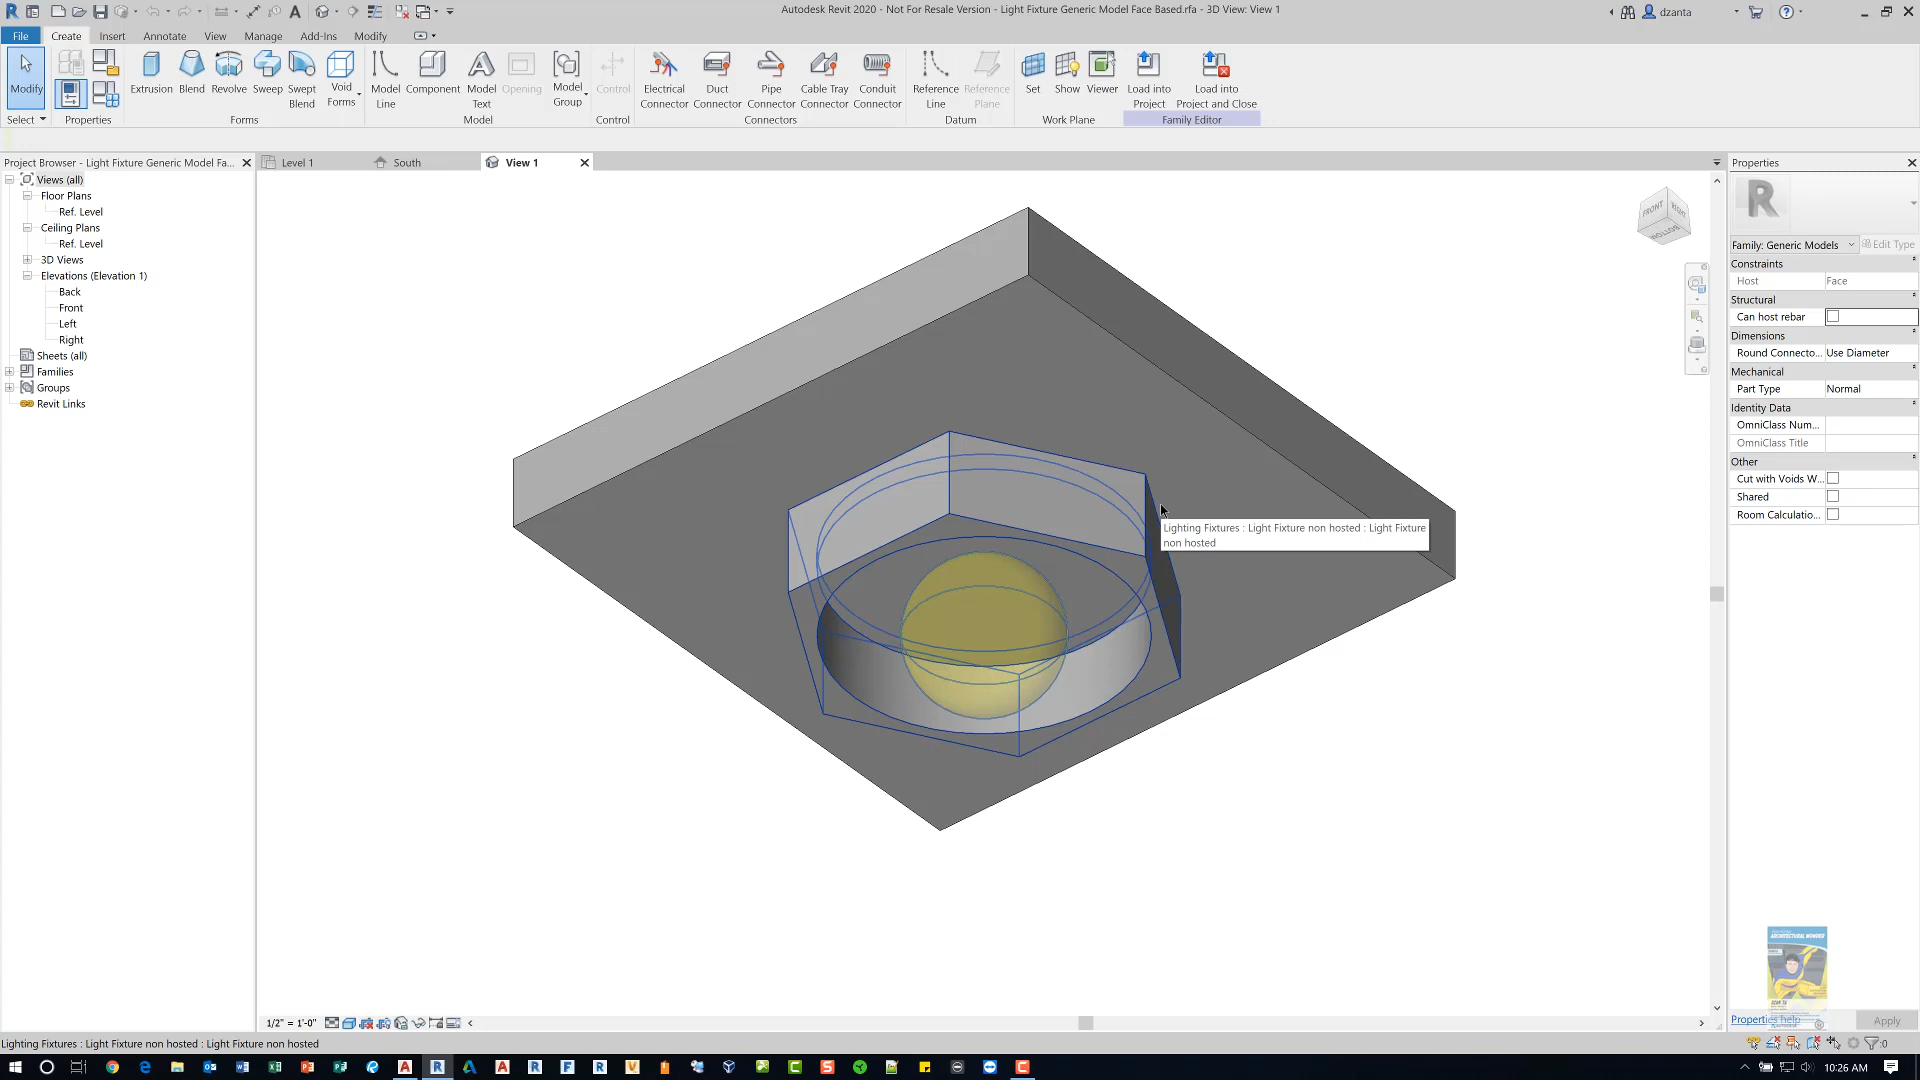 Autodesk Revit 2020 - Not For Resale Version - Light Fixture Generic Model Face Based.rfa - 3D View: View 1
dzanta
File
Create
Insert
Annotate
View
Manage
Add-Ins
Modify
Modify
Extrusion
Blend
Revolve
Sweep
Swept Blend
Void Forms
Model Line
Component
Model Text
Opening
Model Group
Control
Electrical Connector
Duct Connector
Pipe Connector
Cable Tray Connector
Conduit Connector
Reference Line
Reference Plane
Set
Show
Viewer
Load into Project
Load into Project and Close
Select
Properties
Forms
Model
Control
Connectors
Datum
Work Plane
Family Editor
Project Browser - Light Fixture Generic Model Fa...
Level 1
South
View 1
Properties
Views (all)
Floor Plans
Ref. Level
Ceiling Plans
Ref. Level
3D Views
Elevations (Elevation 1)
Back
Front
Left
Right
Sheets (all)
Families
Groups
Revit Links
FRONT
RIGHT
BOTTOM
Lighting Fixtures : Light Fixture non hosted : Light Fixture
non hosted
Family: Generic Models
Edit Type
Constraints
Host Face
Structural
Can host rebar
Dimensions
Round Connecto... Use Diameter
Mechanical
Part Type Normal
Identity Data
OmniClass Num...
OmniClass Title
Other
Cut with Voids W...
Shared
Room Calculatio...
ARCHITECTURAL WONDER
Properties help
Apply
1/2" = 1'-0"
Lighting Fixtures : Light Fixture non hosted : Light Fixture non hosted
:0
10:26 AM